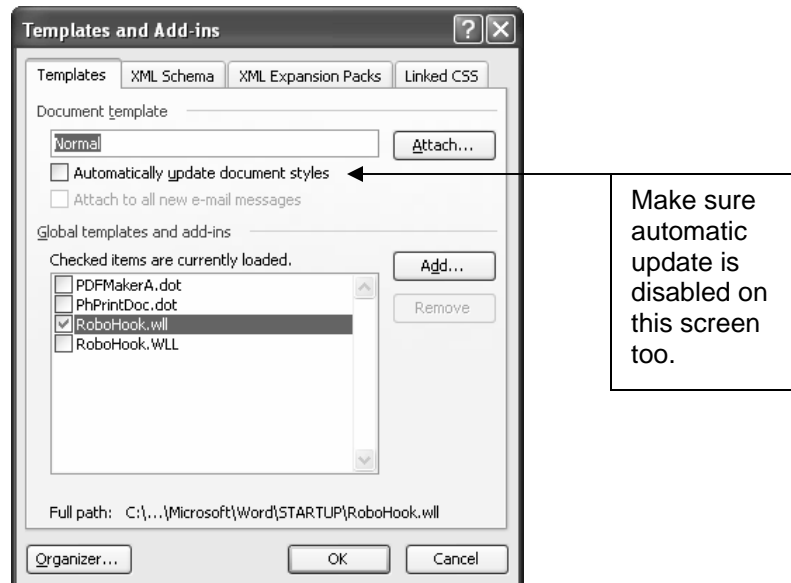 Templates and Add-ins
Templates XML Schema XML Expansion Packs Linked CSS
Document template
Normal Attach...
Automatically update document styles
Attach to all new e-mail messages
Global templates and add-ins
Checked items are currently loaded. Add...
PDFMakerA.dot
PhPrintDoc.dot Remove
RoboHook.wll
RoboHook.WLL
Full path: C:\...\Microsoft\Word\STARTUP\RoboHook.wll
Organizer... OK Cancel
Make sure
automatic
update is
disabled on
this screen
too.